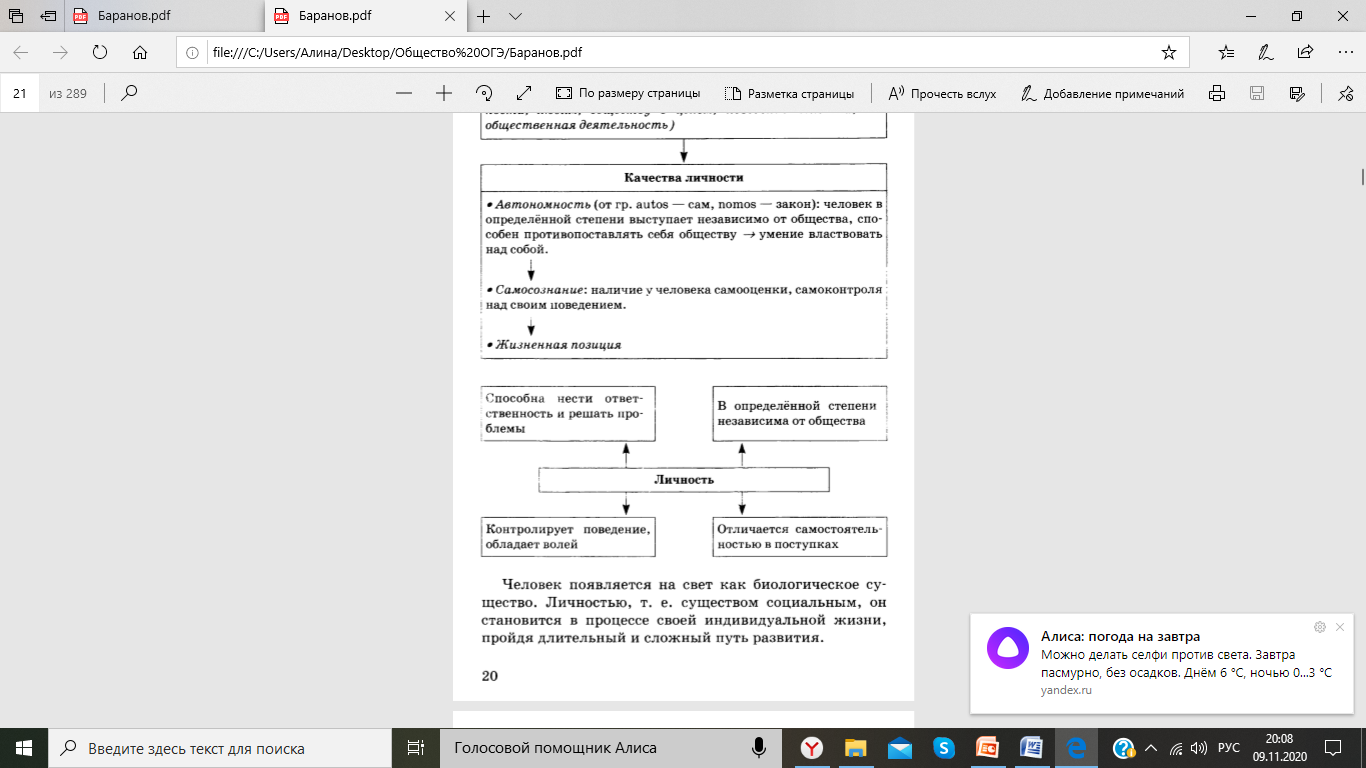 Баранов.pdf
Баранов.pdf
file:///C:/Users/Алина/Desktop/Общество%20ОГЭ/Баранов.pdf
21 из 289
По размеру страницы
Разметка страницы
Прочесть вслух
Добавление примечаний
общественная деятельность)
Качества личности
• Автономность (от гр. autos — сам, nomos — закон): человек в
определённой степени выступает независимо от общества, спо-
собен противопоставлять себя обществу → умение властвовать
над собой.
• Самосознание: наличие у человека самооценки, самоконтроля
над своим поведением.
• Жизненная позиция
Способна нести ответ-
ственность и решать про-
блемы
В определённой степени
независима от общества
Личность
Контролирует поведение,
обладает волей
Отличается самостоятель-
ностью в поступках
Человек появляется на свет как биологическое су-
щество. Личностью, т. е. существом социальным, он
становится в процессе своей индивидуальной жизни,
пройдя длительный и сложный путь развития.
20
Алиса: погода на завтра
Можно делать селфи против света. Завтра
пасмурно, без осадков. Днём 6 °C, ночью 0...3 °C
yandex.ru
Введите здесь текст для поиска
Голосовой помощник Алиса
РУС
20:08
09.11.2020